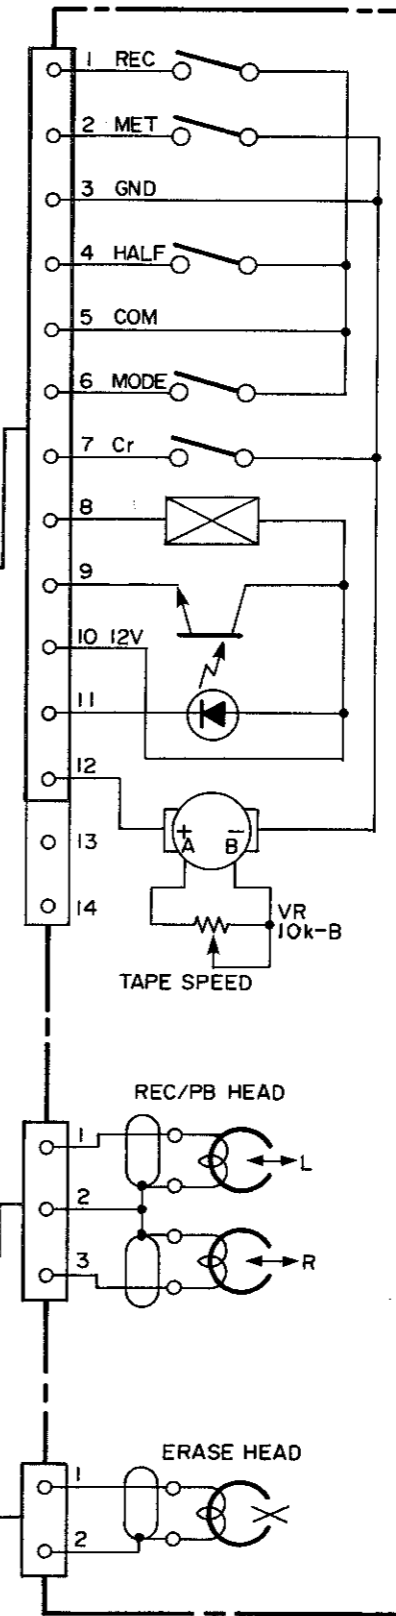 1 REC
2 MET
3 GND
4 HALF
5 COM
6 MODE
7 Cr
8
9
10 12V
11
12
+ −
A B
13
14
VR
10k-B
TAPE SPEED
REC/PB HEAD
1
L
2
3
R
ERASE HEAD
1
2